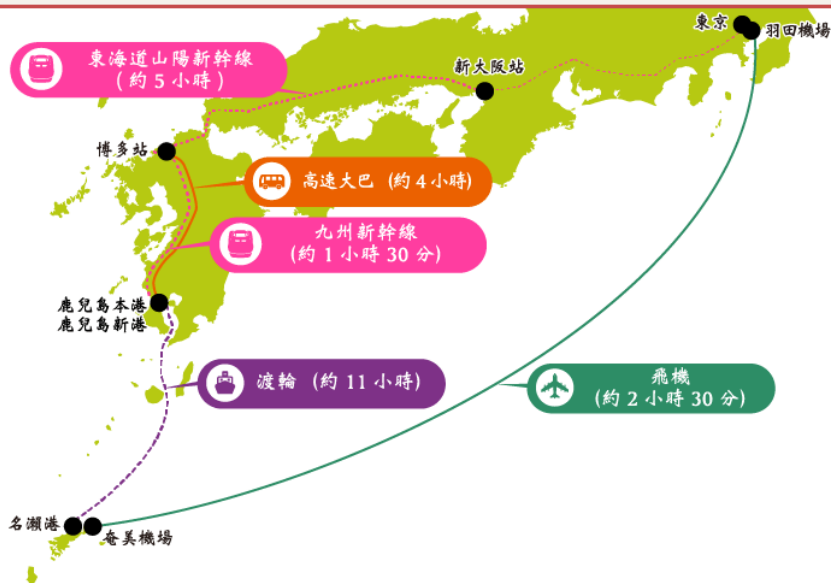 東京
羽田機場
東海道山陽新幹線
(約 5 小時)
新大阪站
博多站
高速大巴 (約 4 小時)
九州新幹線
(約 1 小時 30 分)
鹿兒島本港
鹿兒島新港
渡輪 (約 11 小時)
飛機
(約 2 小時 30 分)
名瀨港
奄美機場